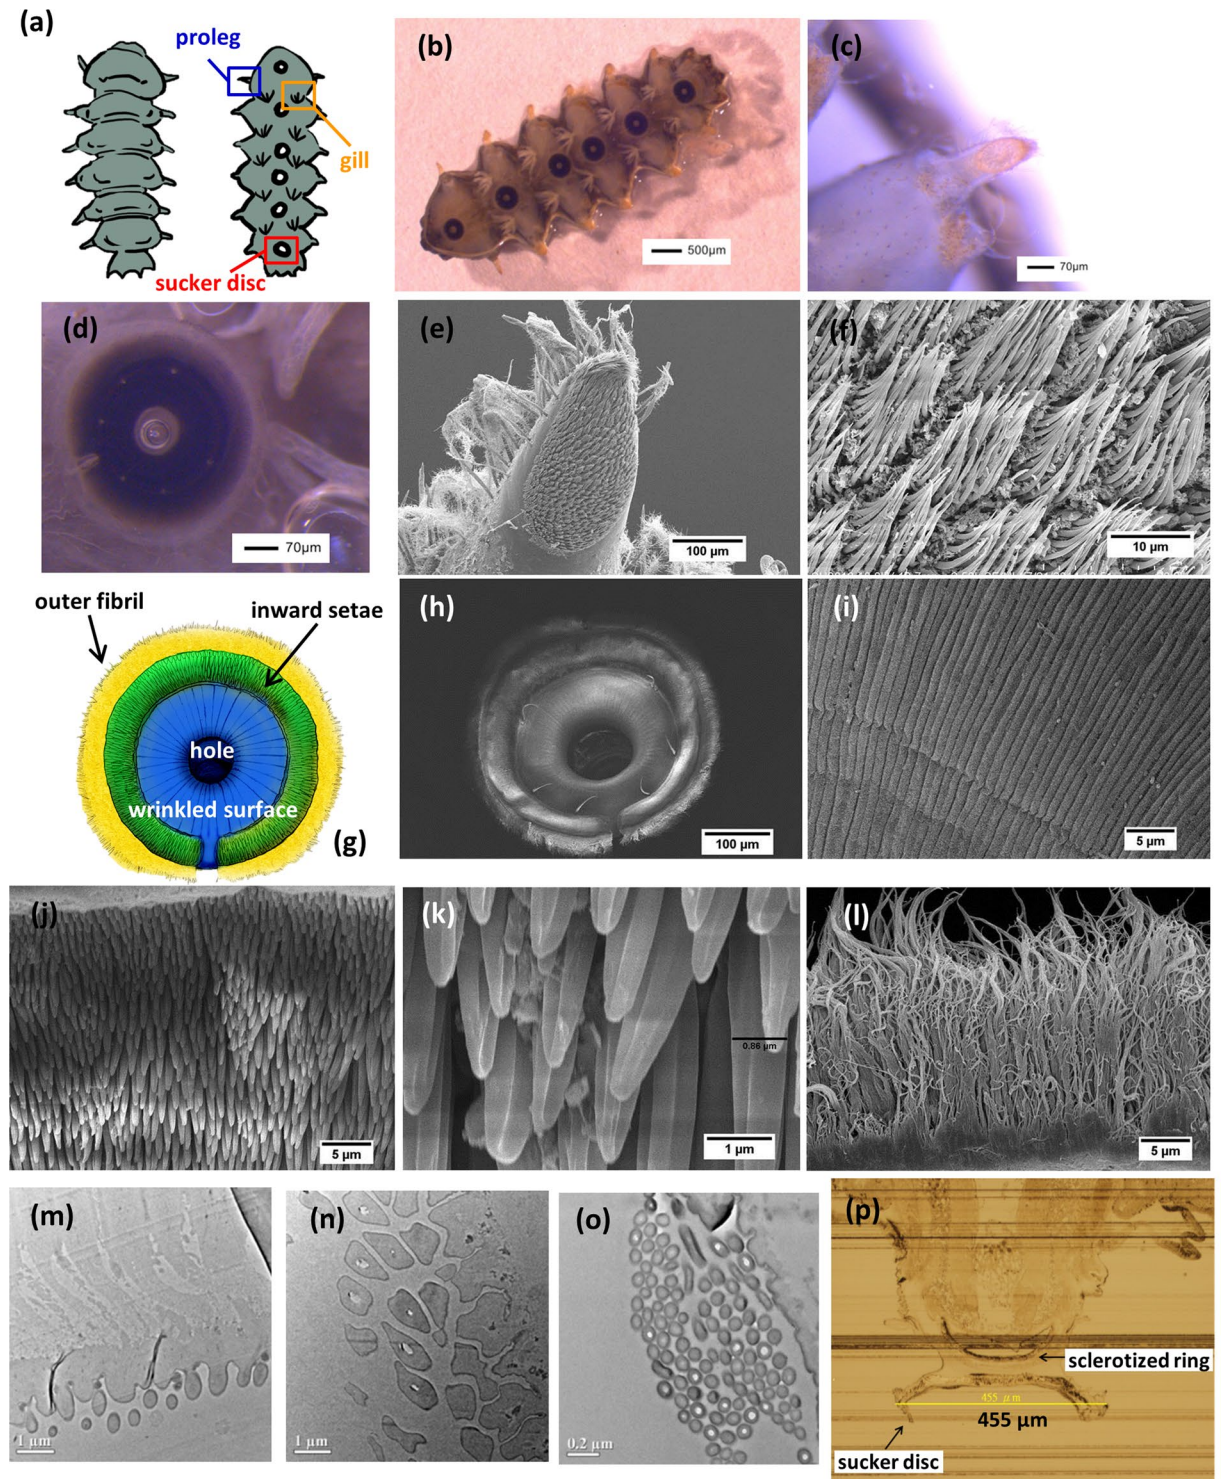 (a)
proleg
gill
sucker disc
(b)
500μm
(c)
70μm
(d)
70μm
(e)
100 μm
(f)
10 μm
outer fibril
inward setae
hole
wrinkled surface
(g)
(h)
100 μm
(i)
5 μm
(j)
5 μm
(k)
0.86 μm
1 μm
(l)
5 μm
(m)
1 μm
(n)
1 μm
(o)
0.2 μm
(p)
sclerotized ring
455 μm
455 μm
sucker disc